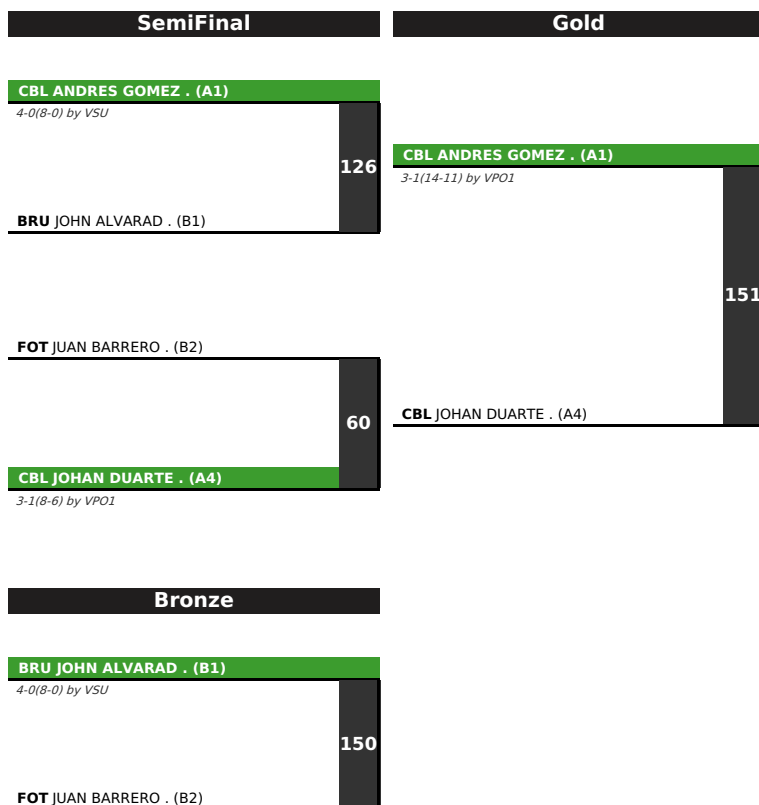 SemiFinal
Gold
CBL ANDRES GOMEZ . (A1)
4-0(8-0) by VSU
126
BRU JOHN ALVARAD . (B1)
FOT JUAN BARRERO . (B2)
60
CBL JOHAN DUARTE . (A4)
3-1(8-6) by VPO1
CBL ANDRES GOMEZ . (A1)
3-1(14-11) by VPO1
151
CBL JOHAN DUARTE . (A4)
Bronze
BRU JOHN ALVARAD . (B1)
4-0(8-0) by VSU
150
FOT JUAN BARRERO . (B2)